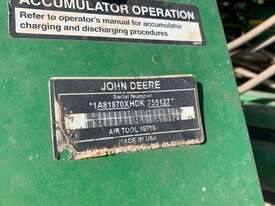 ACCUMULATOR OPERATION
Refer to operator's manual for accumulator
charging and discharging procedures.
JOHN DEERE
Serial Number
*1A81870XHDK 755127*
AIR TOOL 1870X
MADE IN USA